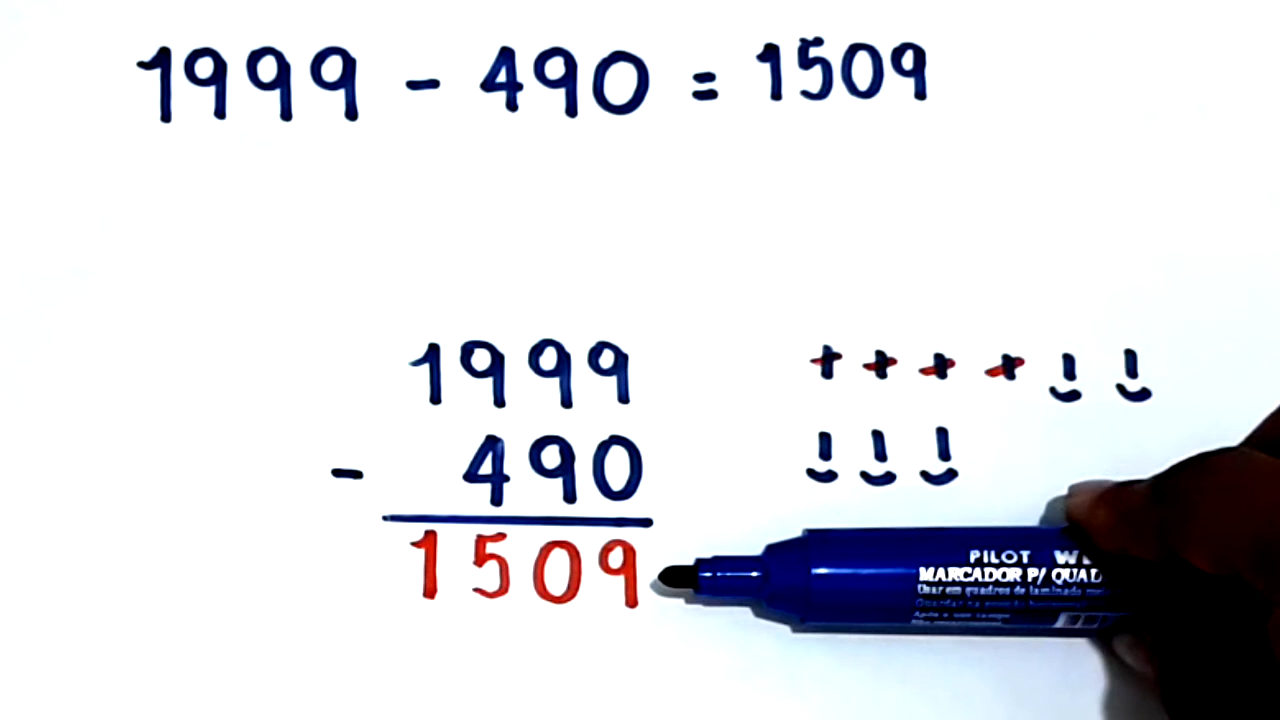 1999 - 490 = 1509
1999
- 490
1509
PILOT
MARCADOR P/ QUAD